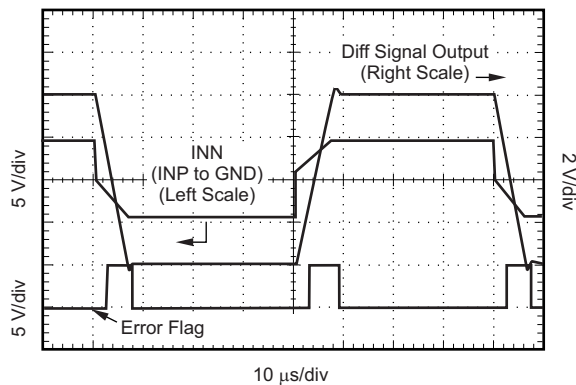 Diff Signal Output
(Right Scale)
INN
(INP to GND)
(Left Scale)
5 V/div
2 V/div
5 V/div
Error Flag
10 μs/div